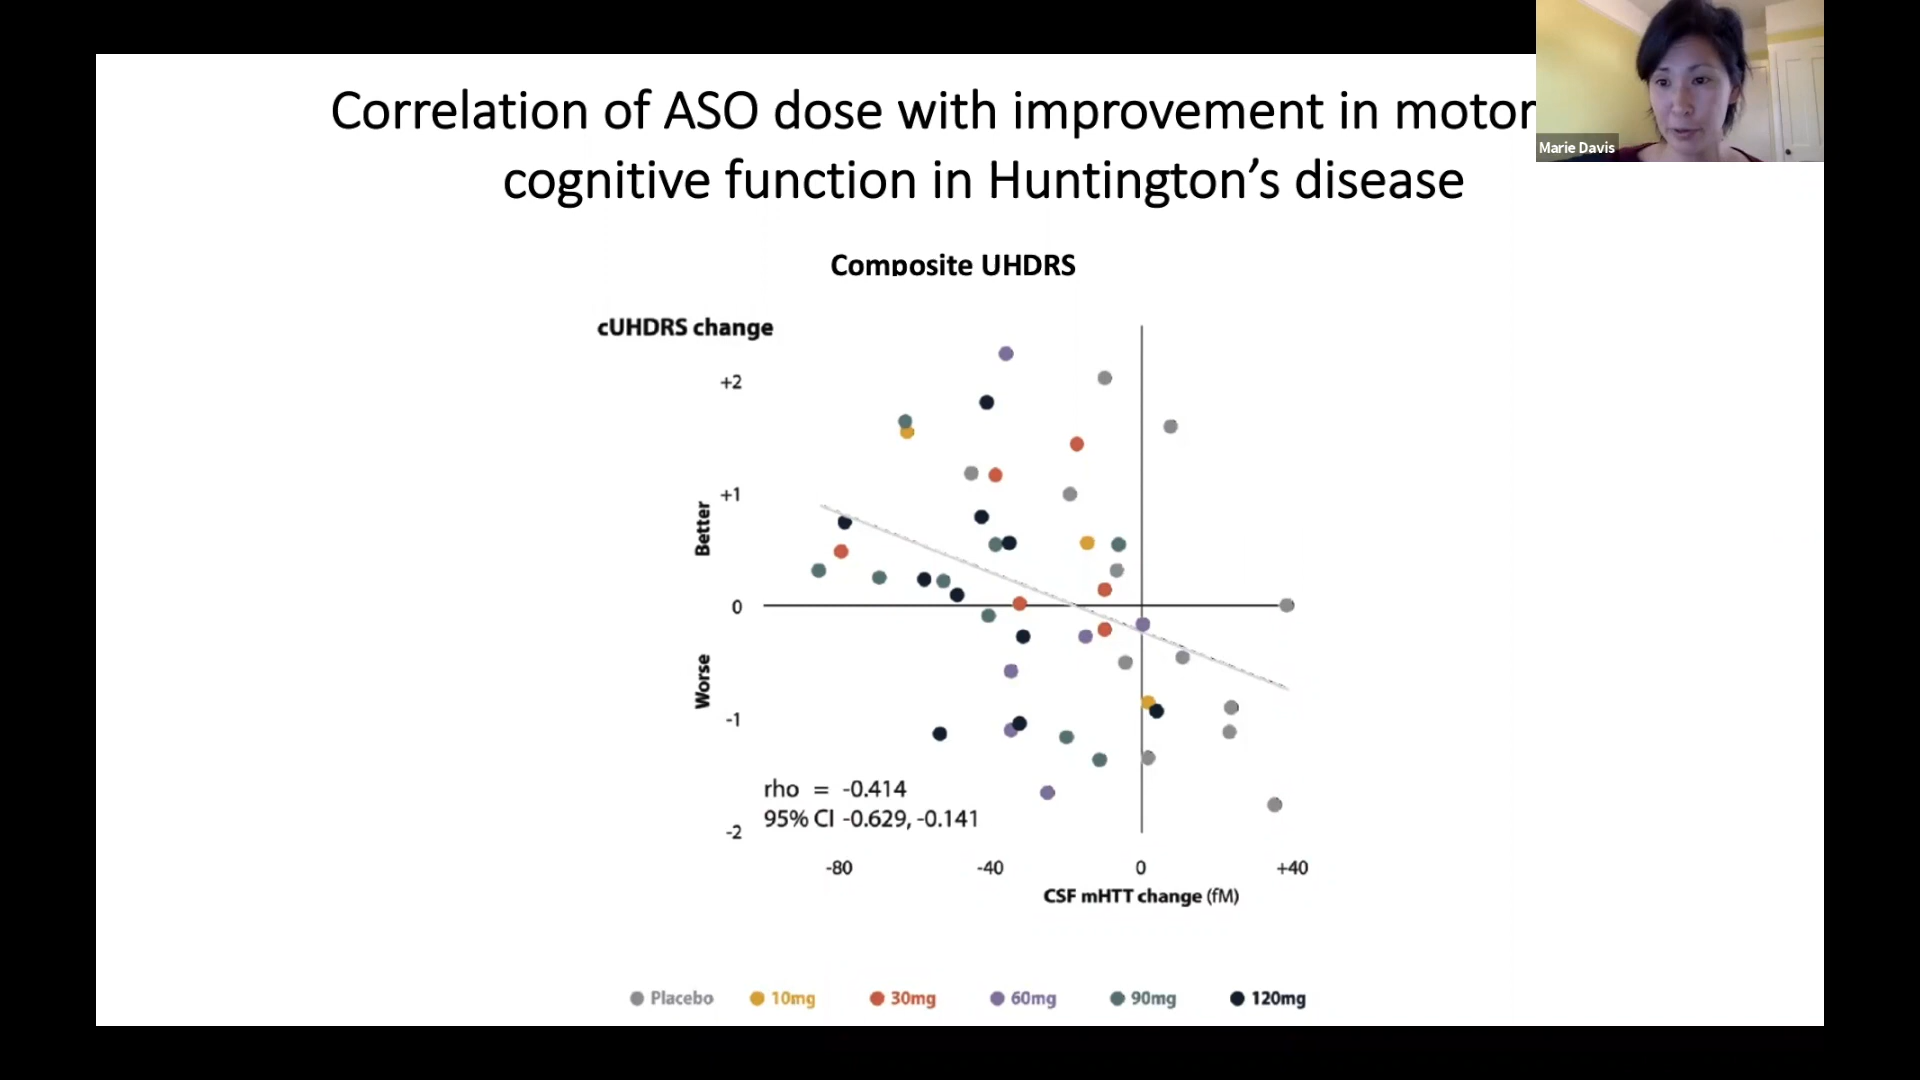 Correlation of ASO dose with improvement in motor
cognitive function in Huntington's disease
Marie Davis
Composite UHDRS
cUHDRS change
+2
+1
0
-1
-2
Better
Worse
rho = -0.414
95% CI -0.629, -0.141
-80 -40 0 +40
CSF mHTT change (fM)
Placebo 10mg 30mg 60mg 90mg 120mg